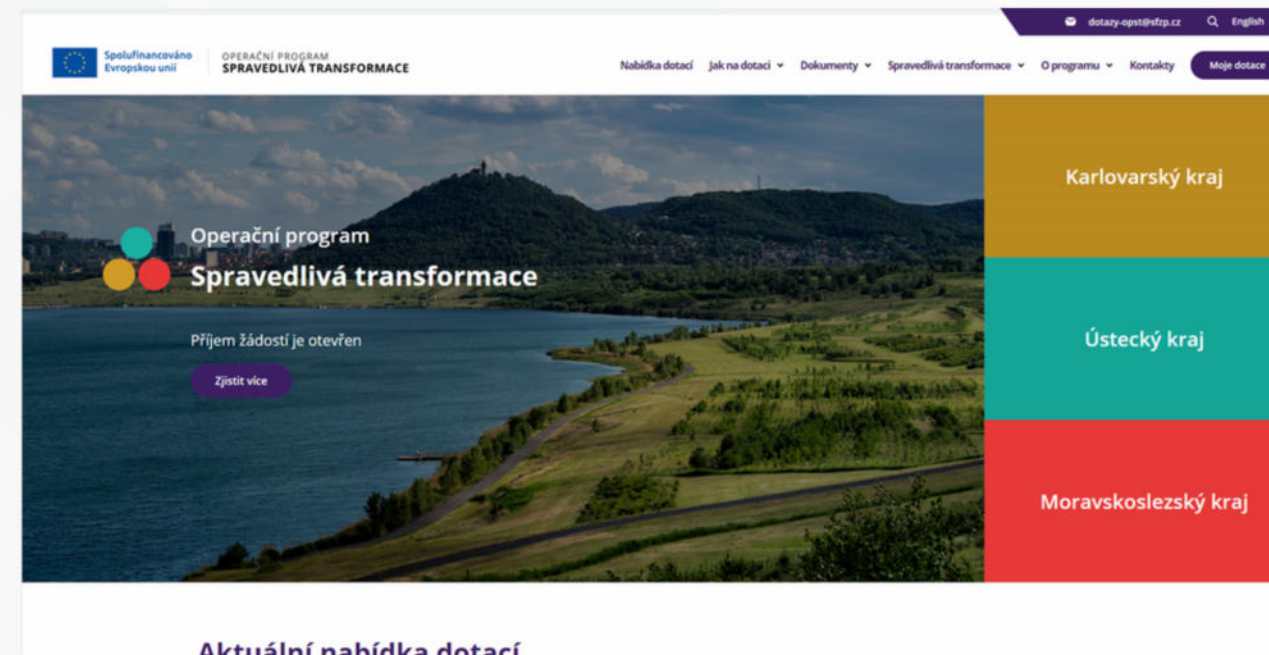 dotazy-opst@sfzp.cz English
Spolufinancováno
Evropskou unií
OPERAČNÍ PROGRAM
SPRAVEDLIVÁ TRANSFORMACE
Nabídka dotací Jak na dotaci Dokumenty Spravedlivá transformace O programu Kontakty Moje dotace
Operační program
Spravedlivá transformace
Příjem žádostí je otevřen
Zjistit více
Karlovarský kraj
Ústecký kraj
Moravskoslezský kraj
Aktuální nabídka dotací